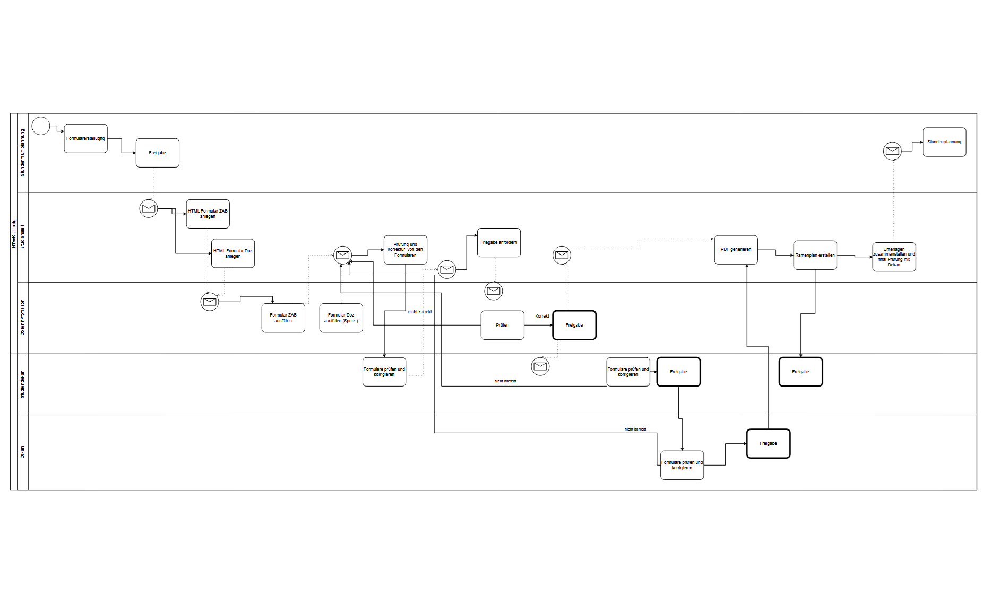 HTWK Leipzig
Stundenraumplannung
Formularerstellugng
Freigabe
Stundenplannung
Studienamt
HTML Formular ZAB
anlegen
HTML Formular Doz
anlegen
Prüfung und
korrektur von den
Formularen
Friegabe anfordern
PDF generieren
Ramenplan erstellen
Unterlagen
zusammenstellen und
final Prüfung mit
Dekan
Dozent/Professor
Formular ZAB
ausfüllen
Formular Doz
ausfüllen (Sperz.)
nicht korrekt
Prüfen
Korrekt
Freigabe
Studiendekan
Formulare prüfen und
korrigieren
nicht korrekt
Formulare prüfen und
korrigieren
Freigabe
Freigabe
Dekan
nicht korrekt
Formulare prüfen und
korrigieren
Freigabe